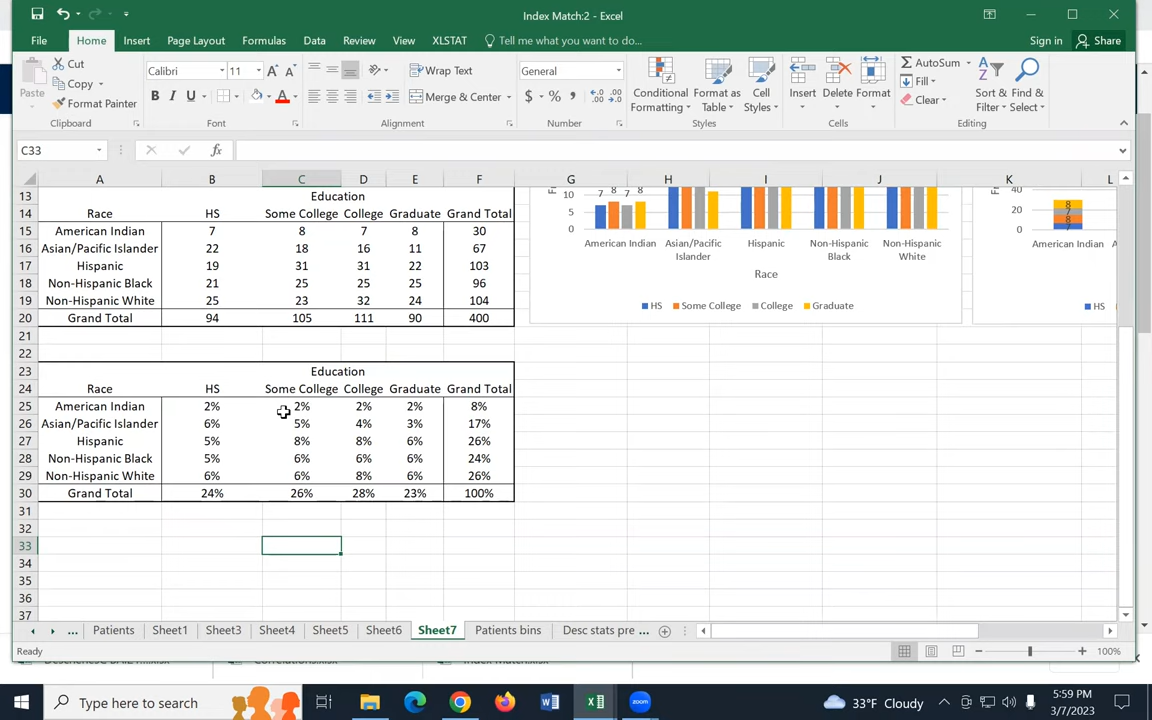 Index Match:2 - Excel
File Home Insert Page Layout Formulas Data Review View XLSTAT Tell me what you want to do... Sign in Share
Paste Cut Copy Format Painter Clipboard
Calibri 11 B I U A Font
Wrap Text Merge & Center Alignment
General $ % , Number
Conditional Formatting Format as Table Cell Styles Styles
Insert Delete Format Cells
AutoSum Fill Clear Sort & Filter Find & Select Editing
C33 fx
A B C D E F G H I J K L
13 Education
14 Race HS Some College College Graduate Grand Total
15 American Indian 7 8 7 8 30
16 Asian/Pacific Islander 22 18 16 11 67
17 Hispanic 19 31 31 22 103
18 Non-Hispanic Black 21 25 25 25 96
19 Non-Hispanic White 25 23 32 24 104
20 Grand Total 94 105 111 90 400
21
22
23 Education
24 Race HS Some College College Graduate Grand Total
25 American Indian 2% 2% 2% 2% 8%
26 Asian/Pacific Islander 6% 5% 4% 3% 17%
27 Hispanic 5% 8% 8% 6% 26%
28 Non-Hispanic Black 5% 6% 6% 6% 24%
29 Non-Hispanic White 6% 6% 8% 6% 26%
30 Grand Total 24% 26% 28% 23% 100%
31
32
33
34
35
36
37
10 7 8 7 8
5
0
American Indian Asian/Pacific Islander Hispanic Non-Hispanic Black Non-Hispanic White
Race
HS Some College College Graduate
40
20 8 7 8 7
0
American Indian A
HS
... Patients Sheet1 Sheet3 Sheet4 Sheet5 Sheet6 Sheet7 Patients bins Desc stats pre ...
Ready 100%
Type here to search
33°F Cloudy
5:59 PM
3/7/2023